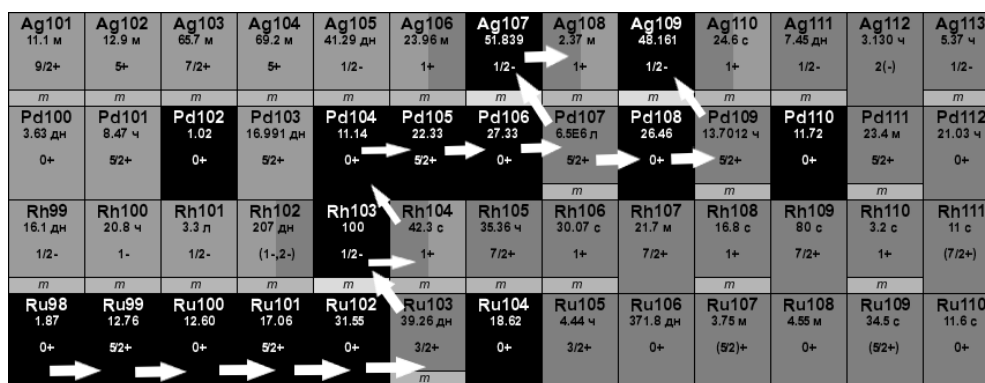 Ag101 Ag102 Ag103 Ag104 Ag105 Ag106 Ag107 Ag108 Ag109 Ag110 Ag111 Ag112 Ag113
11.1 м 12.9 м 65.7 м 69.2 м 41.29 дн 23.96 м 51.839 2.37 м 48.161 24.6 с 7.45 дн 3.130 ч 5.37 ч
9/2+ 5+ 7/2+ 5+ 1/2- 1+ 1/2- 1+ 1/2- 1+ 1/2- 2(-) 1/2-
m m m m m m m m m m m m
Pd100 Pd101 Pd102 Pd103 Pd104 Pd105 Pd106 Pd107 Pd108 Pd109 Pd110 Pd111 Pd112
3.63 дн 8.47 ч 1.02 16.991 дн 11.14 22.33 27.33 6.5E6 л 26.46 13.7012 ч 11.72 23.4 м 21.03 ч
0+ 5/2+ 0+ 5/2+ 0+ 5/2+ 0+ 5/2+ 0+ 5/2+ 0+ 5/2+ 0+
m m m
Rh99 Rh100 Rh101 Rh102 Rh103 Rh104 Rh105 Rh106 Rh107 Rh108 Rh109 Rh110 Rh111
16.1 дн 20.8 ч 3.3 л 207 дн 100 42.3 с 35.36 ч 30.07 с 21.7 м 16.8 с 80 с 3.2 с 11 с
1/2- 1- 1/2- (1-,2-) 1/2- 1+ 7/2+ 1+ 7/2+ 1+ 7/2+ 1+ (7/2+)
m m m m m m m m m m
Ru98 Ru99 Ru100 Ru101 Ru102 Ru103 Ru104 Ru105 Ru106 Ru107 Ru108 Ru109 Ru110
1.87 12.76 12.60 17.06 31.55 39.26 дн 18.62 4.44 ч 371.8 дн 3.75 м 4.55 м 34.5 с 11.6 с
0+ 5/2+ 0+ 5/2+ 0+ 3/2+ 0+ 3/2+ 0+ (5/2)+ 0+ (5/2+) 0+
m